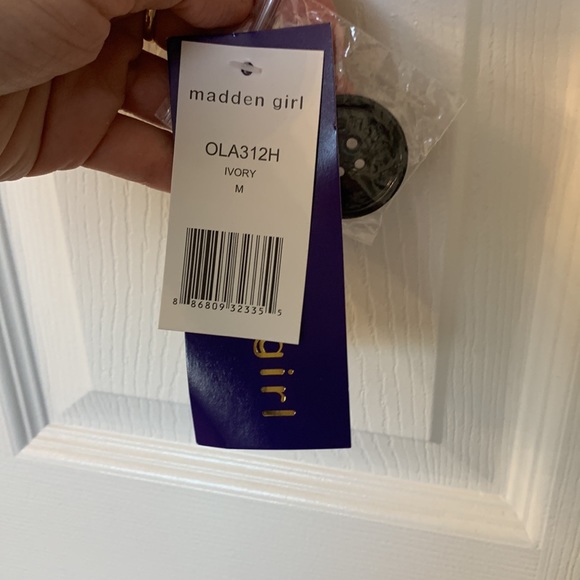 madden girl
OLA312H
IVORY
M
8 86809 32335 5
girl